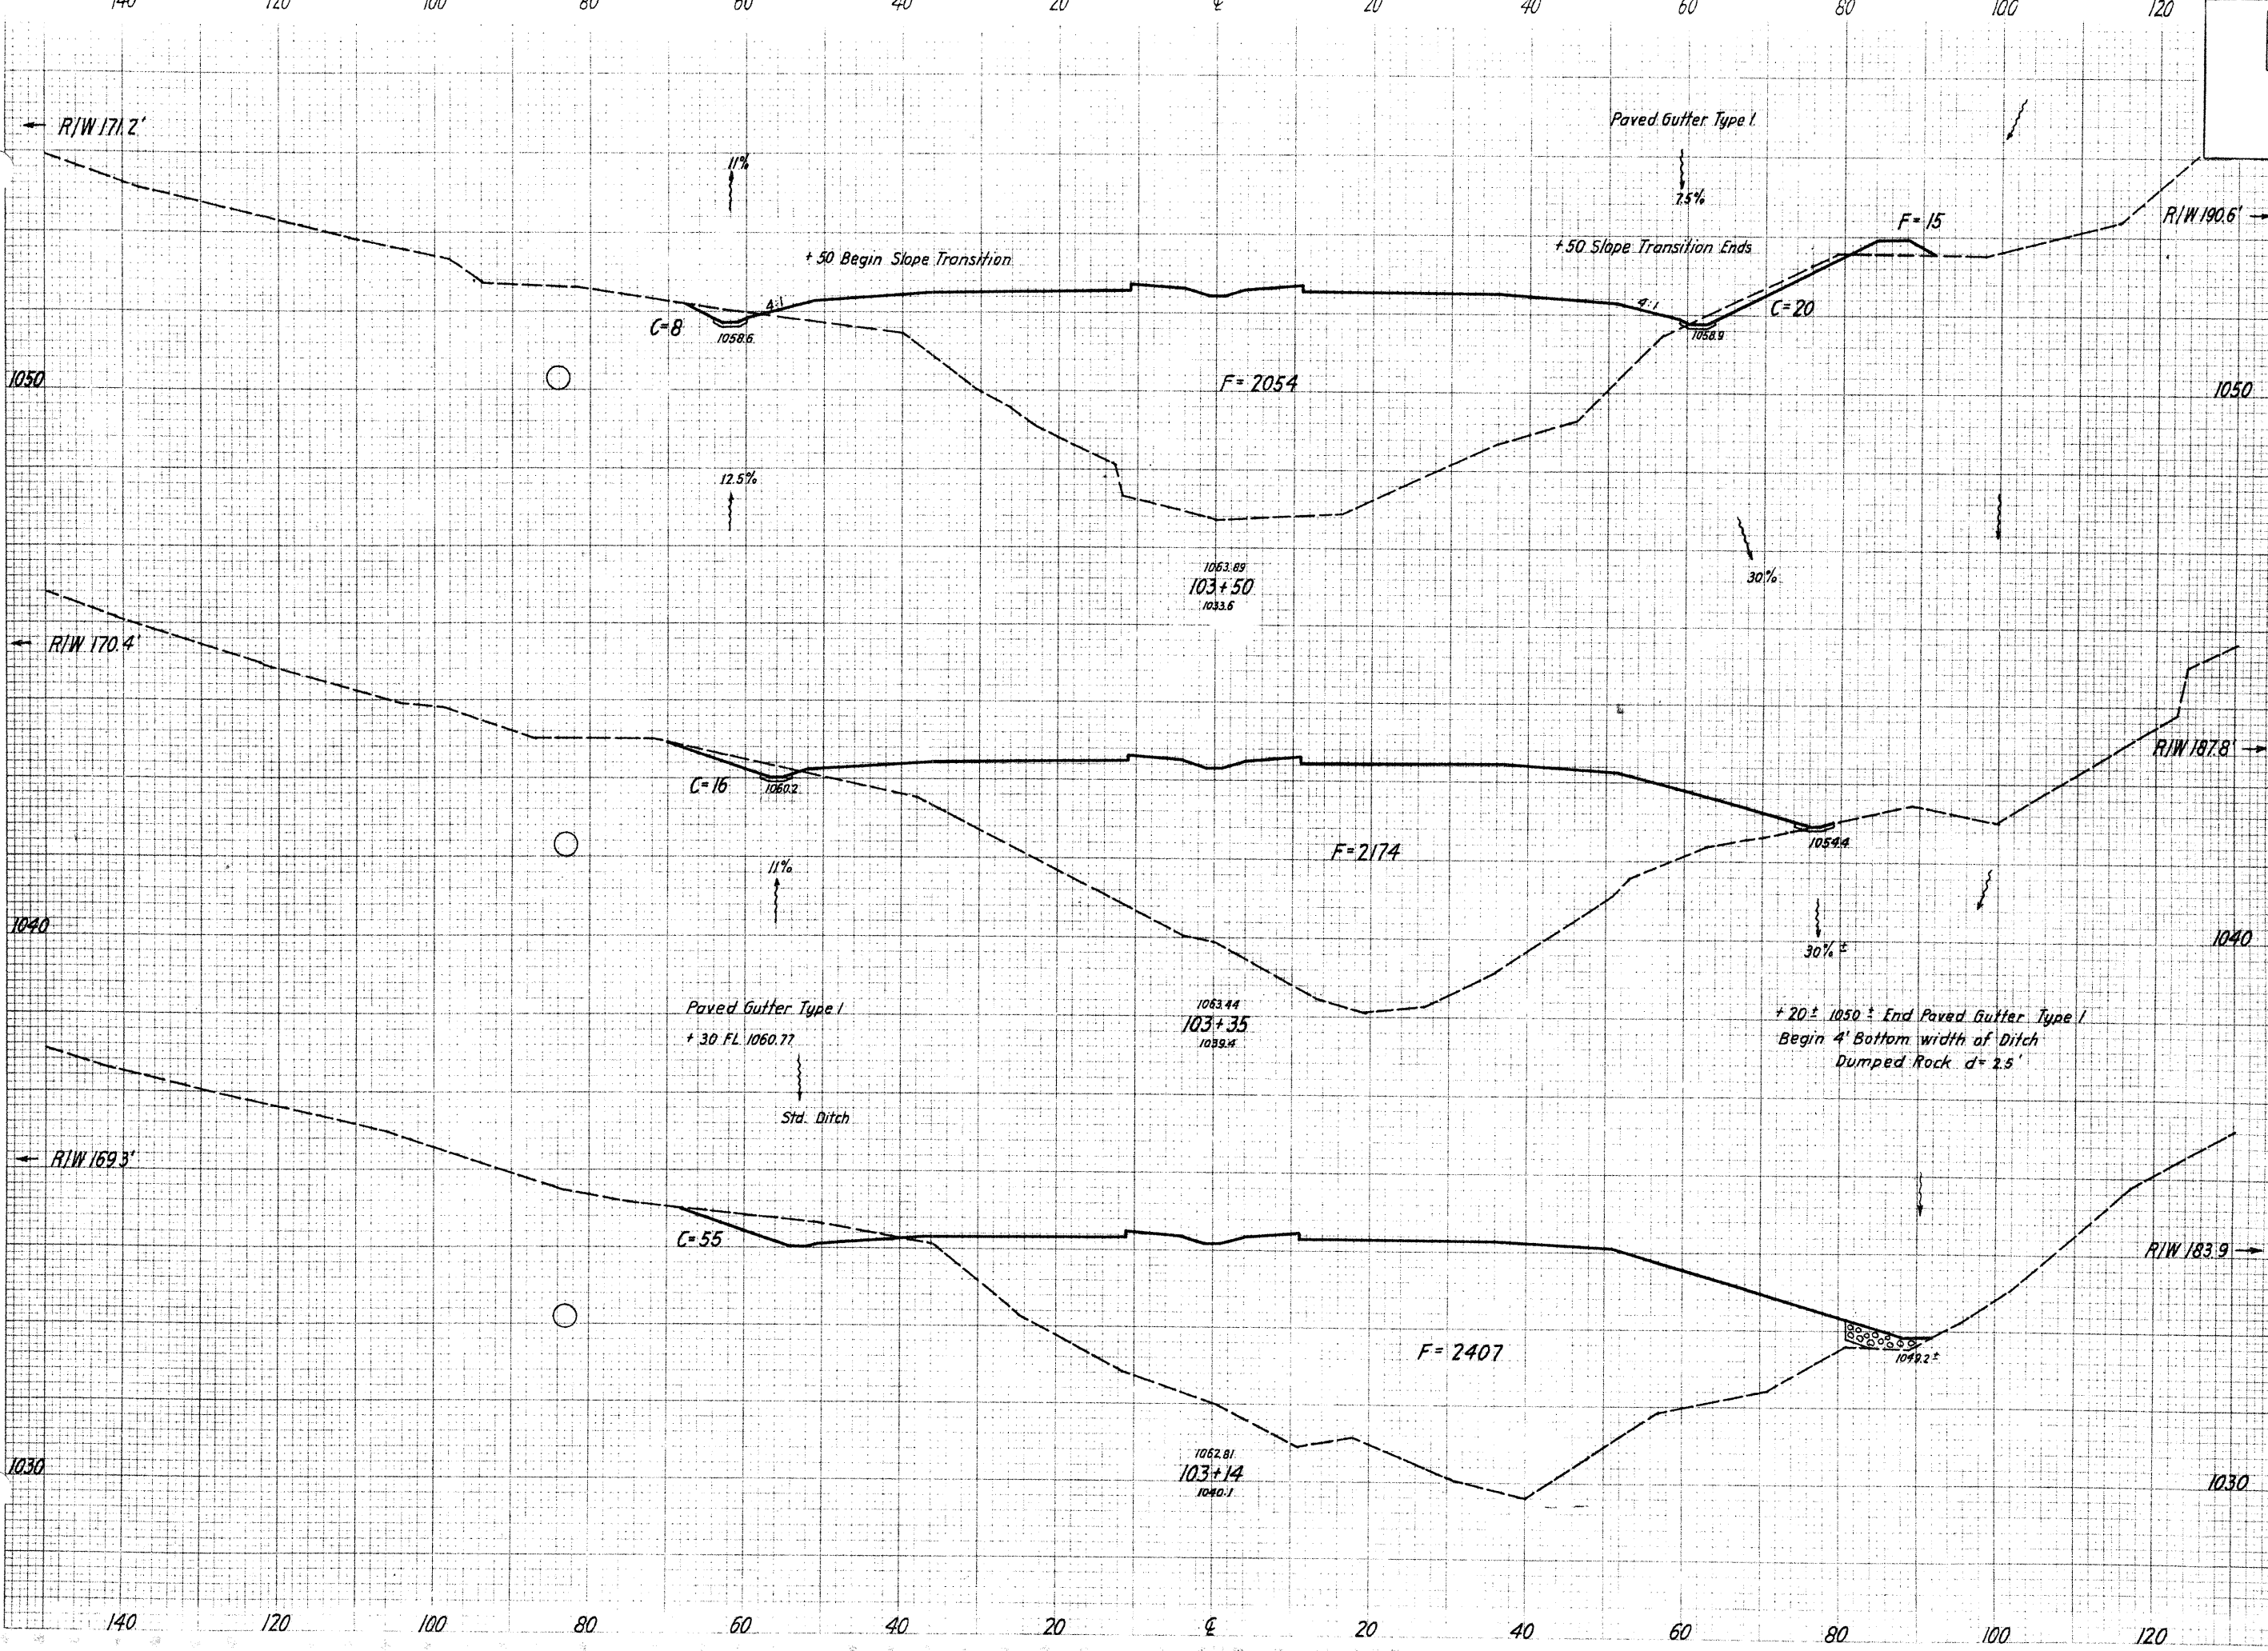 140 120 100 80 60 40 20 ℄ 20 40 60 80 100 120
R/W 171.2'
Paved Gutter Type I
11%
7.5%
R/W 190.6'
F=15
+50 Begin Slope Transition
+50 Slope Transition Ends
4:1
4:1
C=8
1058.6
C=20
1058.9
1050
F=2054
1050
12.5%
1063.89
103+50
1033.6
30%
R/W 170.4'
R/W 187.8'
C=16
1060.2
F=2174
1054.4
11%
1040
1040
30% ±
Paved Gutter Type I
+30 FL 1060.77
1063.44
103+35
1039.4
+20± 1050± End Paved Gutter Type I
Begin 4' Bottom width of Ditch
Dumped Rock d=2.5'
Std. Ditch
R/W 169.3'
C=55
R/W 183.9
F=2407
1049.2±
1062.81
103+14
1040.1
1030
1030
140 120 100 80 60 40 20 ℄ 20 40 60 80 100 120